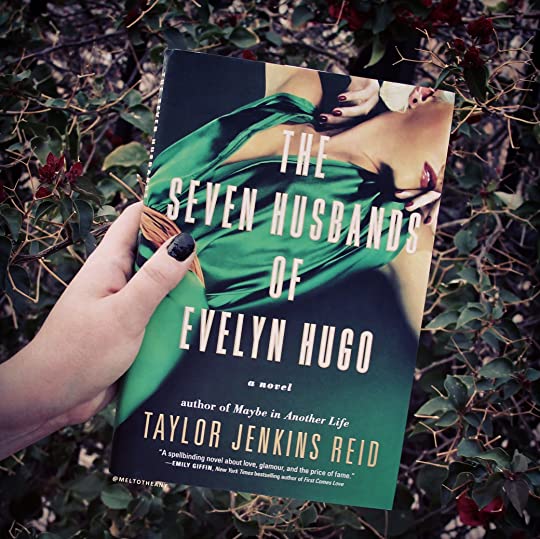 THE
SEVEN HUSBANDS
OF
EVELYN HUGO
a novel
author of Maybe in Another Life
TAYLOR JENKINS REID
"A spellbinding novel about love, glamour, and the price of fame."
—EMILY GIFFIN, New York Times bestselling author of First Comes Love